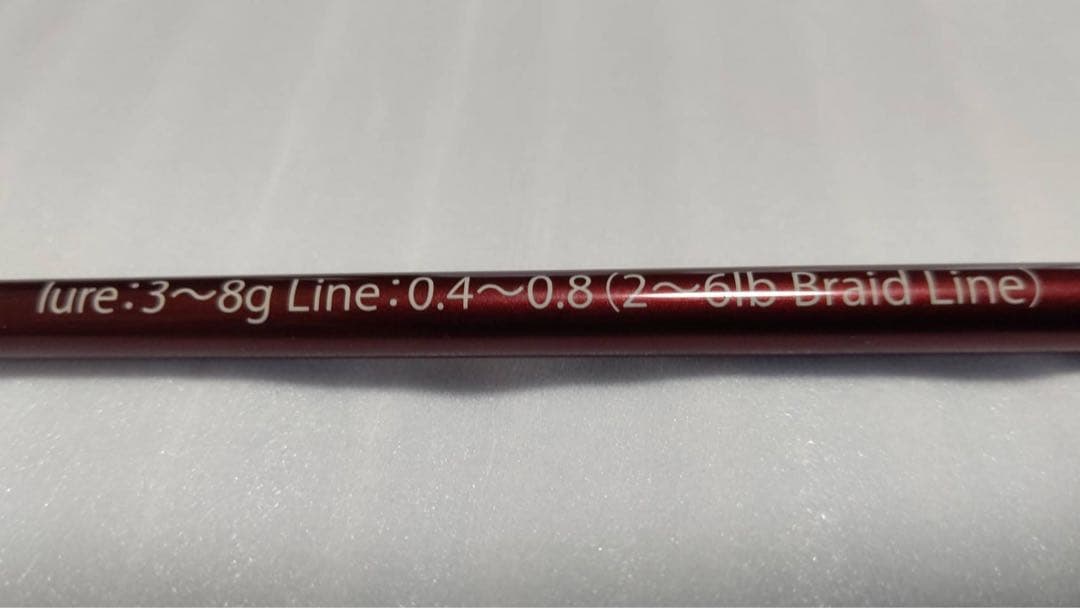 lure:3～8g Line:0.4～0.8 (2～6lb Braid Line)